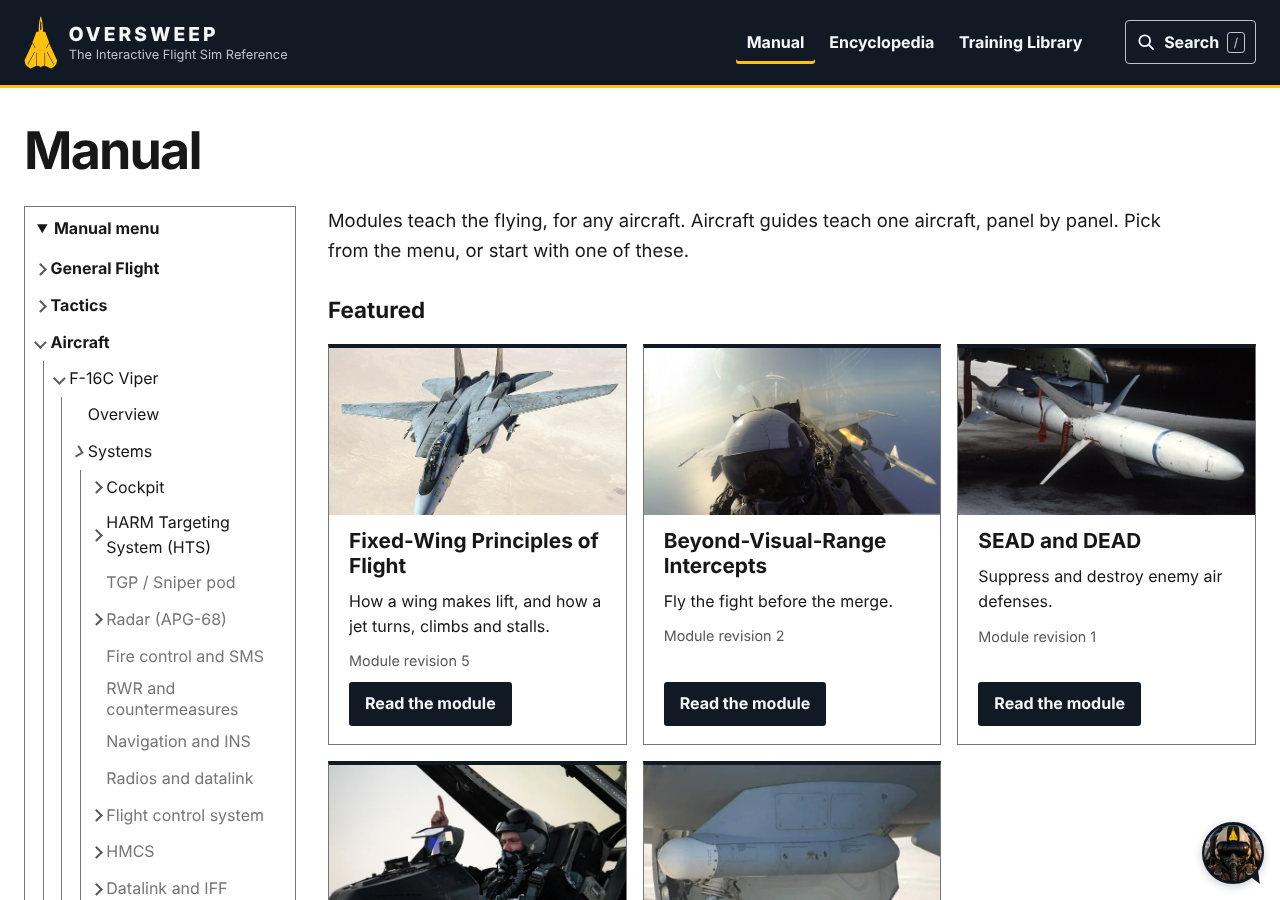 OVERSWEEP
The Interactive Flight Sim Reference
Manual
Encyclopedia
Training Library
Search /
Manual
Manual menu
General Flight
Tactics
Aircraft
F-16C Viper
Overview
Systems
Cockpit
HARM Targeting
System (HTS)
TGP / Sniper pod
Radar (APG-68)
Fire control and SMS
RWR and
countermeasures
Navigation and INS
Radios and datalink
Flight control system
HMCS
Datalink and IFF
Modules teach the flying, for any aircraft. Aircraft guides teach one aircraft, panel by panel. Pick
from the menu, or start with one of these.
Featured
Fixed-Wing Principles of
Flight
How a wing makes lift, and how a
jet turns, climbs and stalls.
Module revision 5
Read the module
Beyond-Visual-Range
Intercepts
Fly the fight before the merge.
Module revision 2
Read the module
SEAD and DEAD
Suppress and destroy enemy air
defenses.
Module revision 1
Read the module